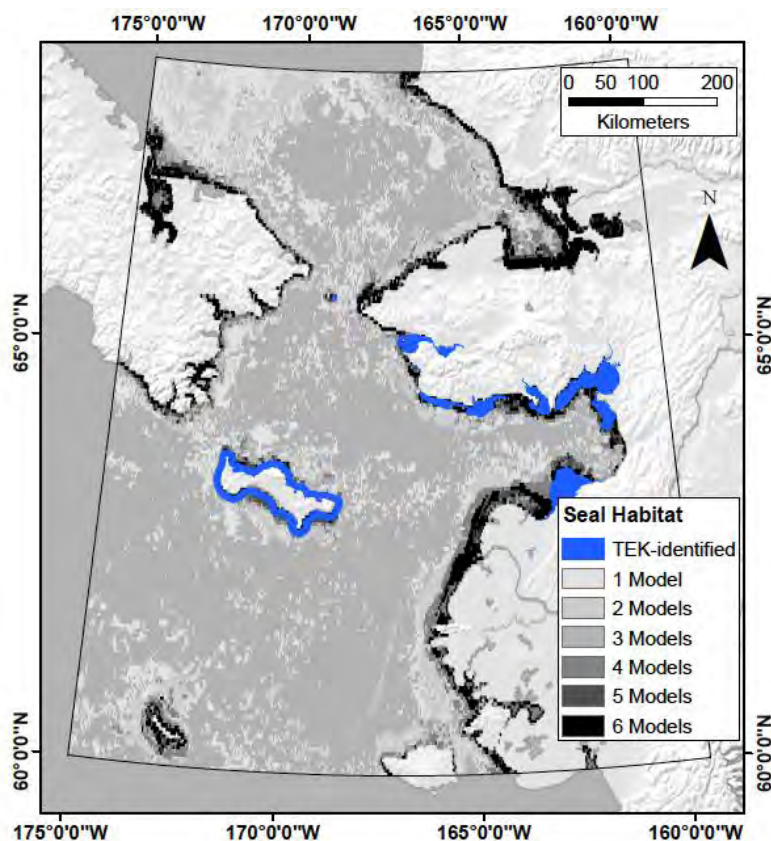 175°0'0"W 170°0'0"W 165°0'0"W 160°0'0"W
0 50 100 200
Kilometers
N
65°0'0"N 65°0'0"N
Seal Habitat
TEK-identified
1 Model
2 Models
3 Models
4 Models
5 Models
6 Models
60°0'0"N 60°0'0"N
175°0'0"W 170°0'0"W 165°0'0"W 160°0'0"W